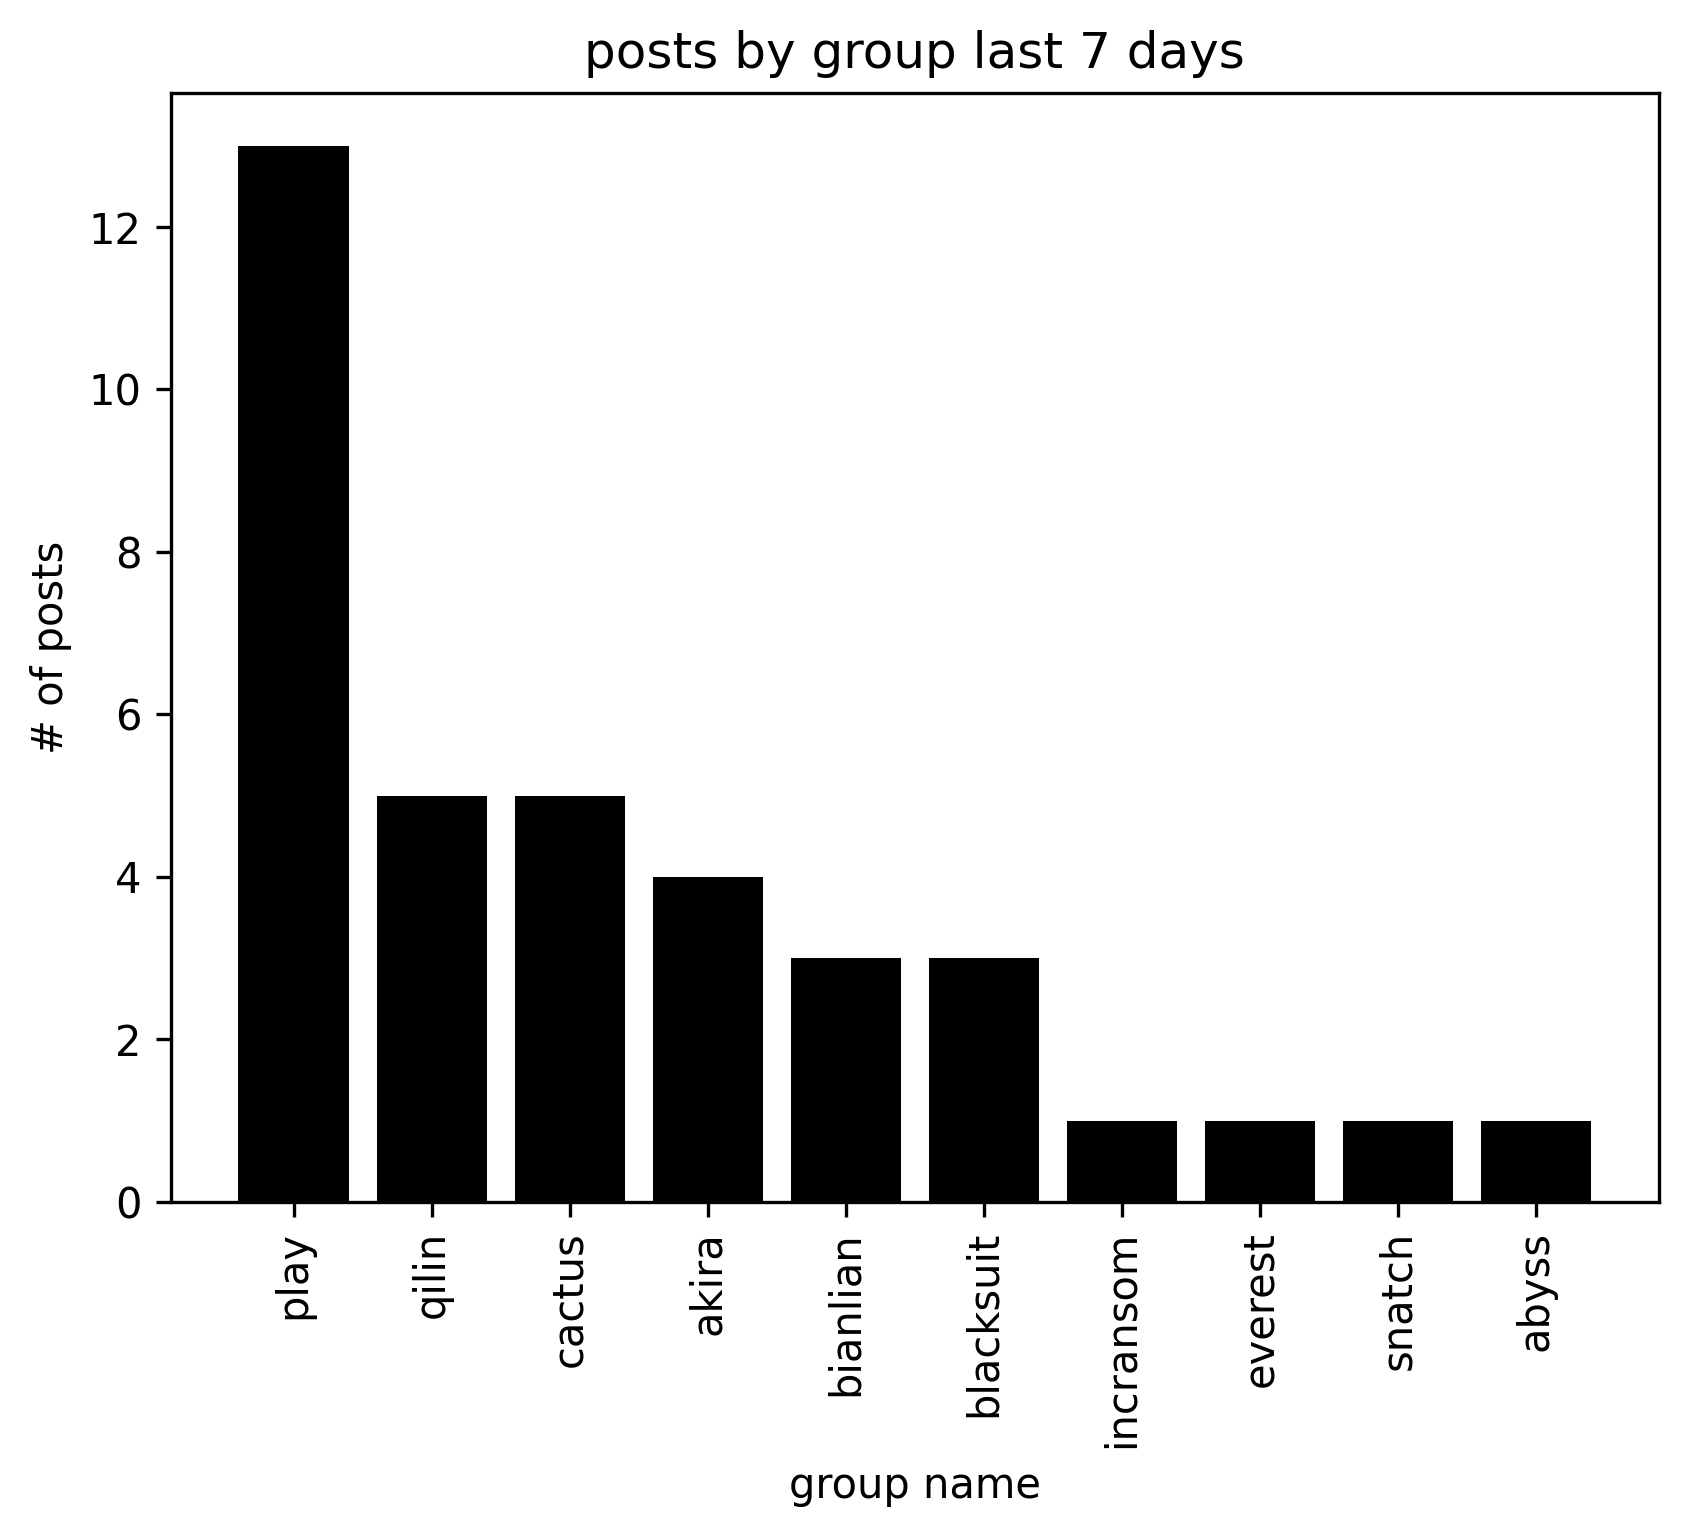 posts by group last 7 days
# of posts
12
10
8
6
4
2
0
play
qilin
cactus
akira
bianlian
blacksuit
incransom
everest
snatch
abyss
group name